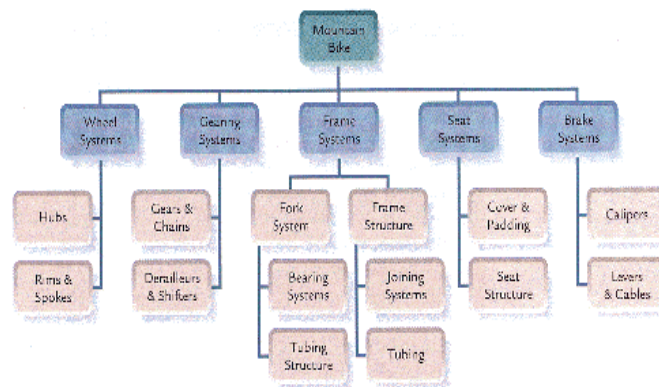 Mountain
Bike
Wheel
Systems
Gearing
Systems
Frame
Systems
Seat
Systems
Brake
Systems
Hubs
Gears &
Chains
Fork
System
Frame
Structure
Cover &
Padding
Calipers
Rims &
Spokes
Derailleurs
& Shifters
Bearing
Systems
Joining
Systems
Seat
Structure
Levers
& Cables
Tubing
Structure
Tubing